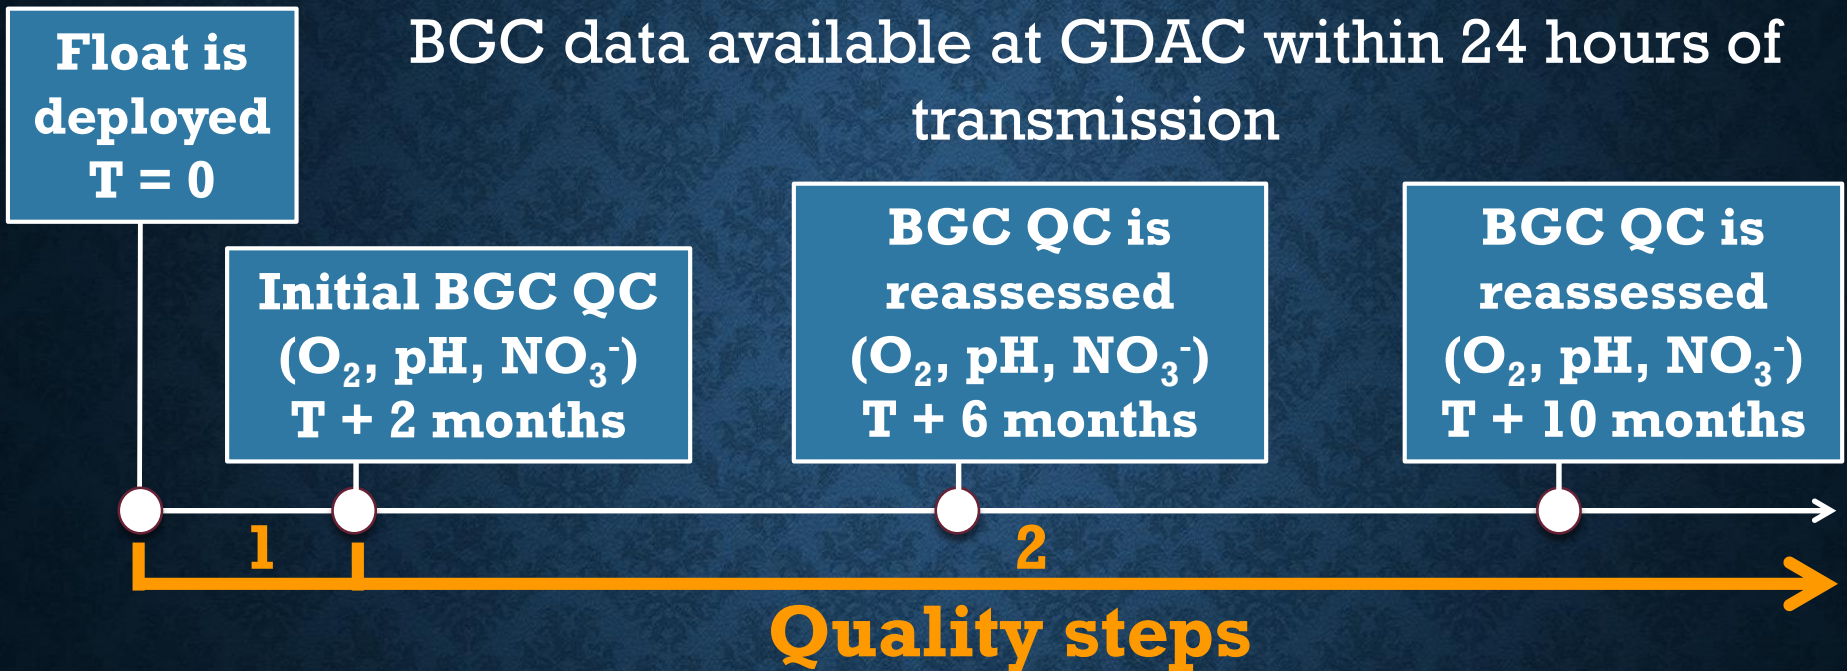 Float is
deployed
T = 0
BGC data available at GDAC within 24 hours of
transmission
Initial BGC QC
(O₂, pH, NO₃⁻)
T + 2 months
BGC QC is
reassessed
(O₂, pH, NO₃⁻)
T + 6 months
BGC QC is
reassessed
(O₂, pH, NO₃⁻)
T + 10 months
1
2
Quality steps